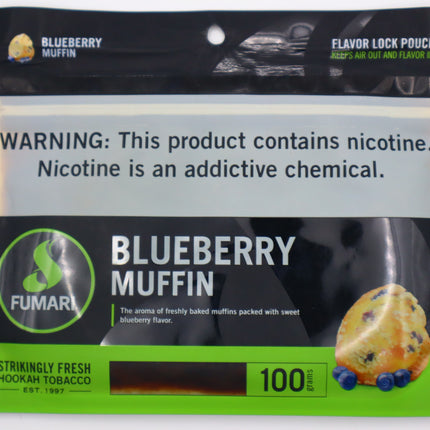 BLUEBERRY
MUFFIN
FLAVOR LOCK POUCH
KEEPS AIR OUT AND FLAVOR
WARNING: This product contains nicotine.
Nicotine is an addictive chemical.
FUMARI
BLUEBERRY
MUFFIN
The aroma of freshly baked muffins packed with sweet
blueberry flavor.
STRIKINGLY FRESH
HOOKAH TOBACCO
EST. 1997
100 grams